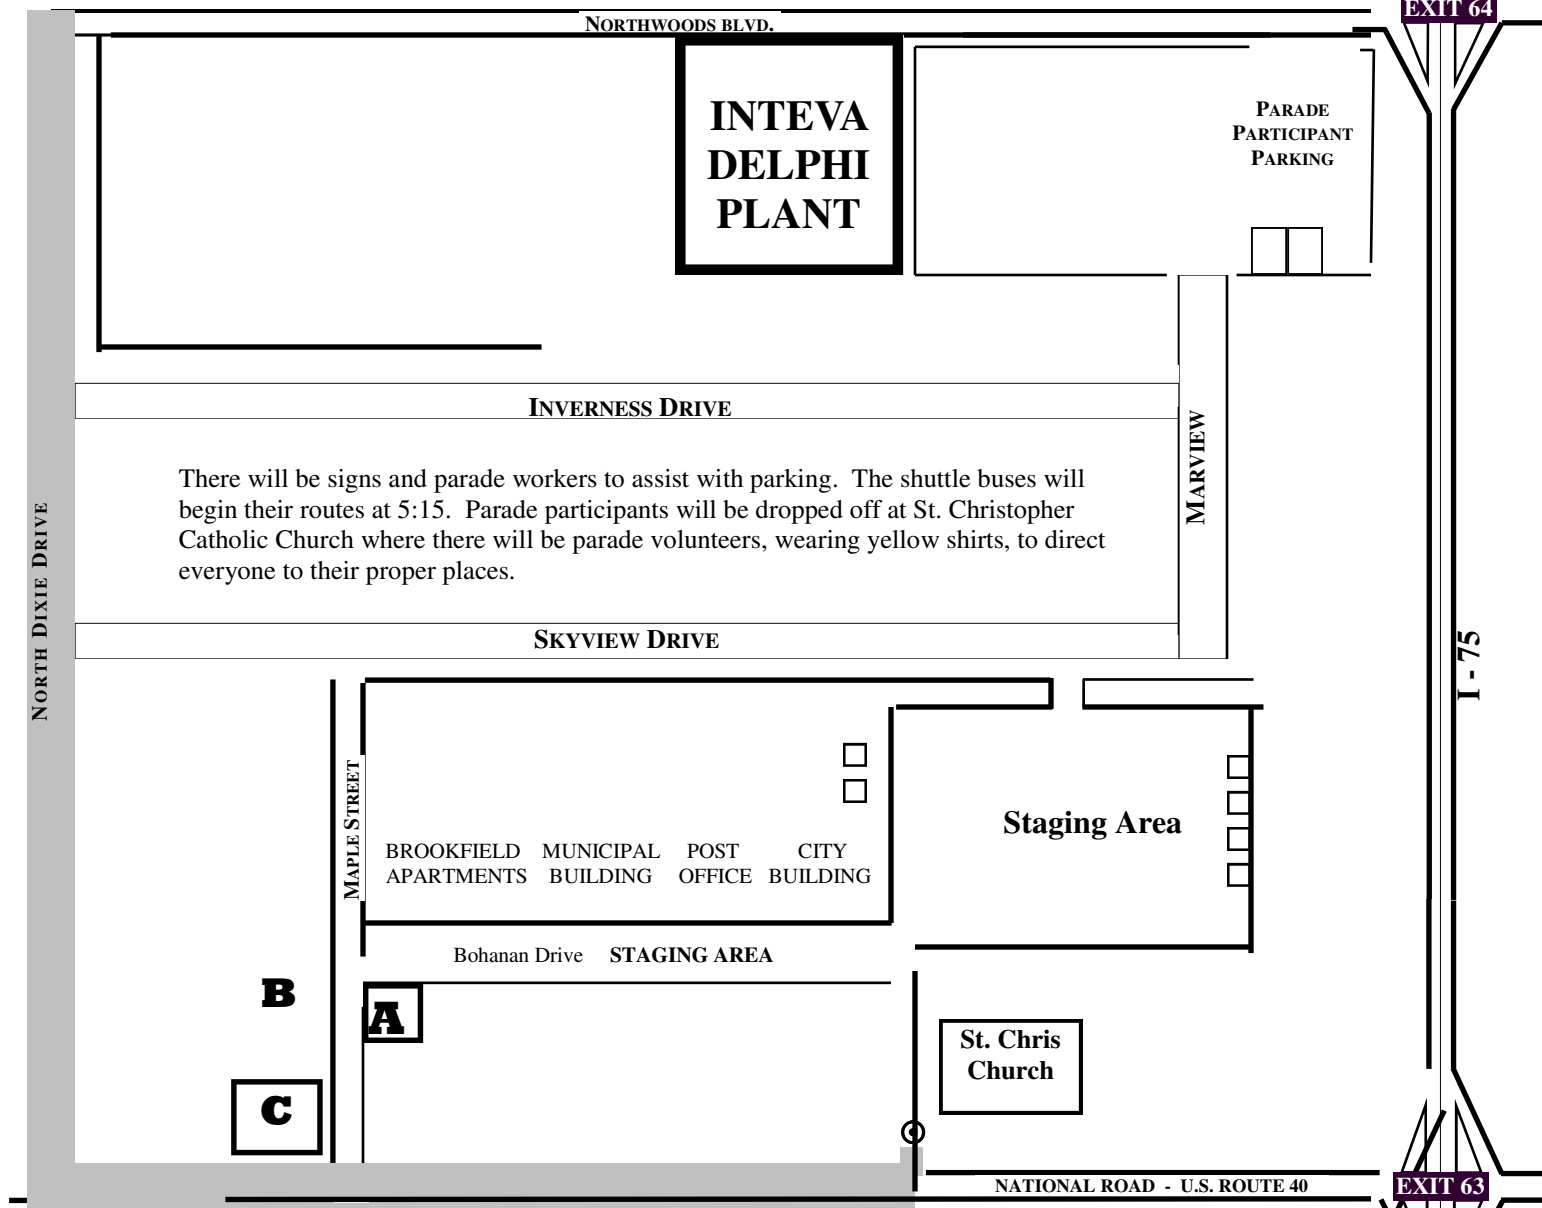 EXIT 64
NORTHWOODS BLVD.
INTEVA
DELPHI
PLANT
PARADE
PARTICIPANT
PARKING
INVERNESS DRIVE
MARVIEW
There will be signs and parade workers to assist with parking.  The shuttle buses will
begin their routes at 5:15.  Parade participants will be dropped off at St. Christopher
Catholic Church where there will be parade volunteers, wearing yellow shirts, to direct
everyone to their proper places.
NORTH DIXIE DRIVE
SKYVIEW DRIVE
I - 75
MAPLE STREET
Staging Area
BROOKFIELD MUNICIPAL POST CITY
APARTMENTS BUILDING OFFICE BUILDING
Bohanan Drive STAGING AREA
B
A
St. Chris
Church
C
NATIONAL ROAD - U.S. ROUTE 40
EXIT 63